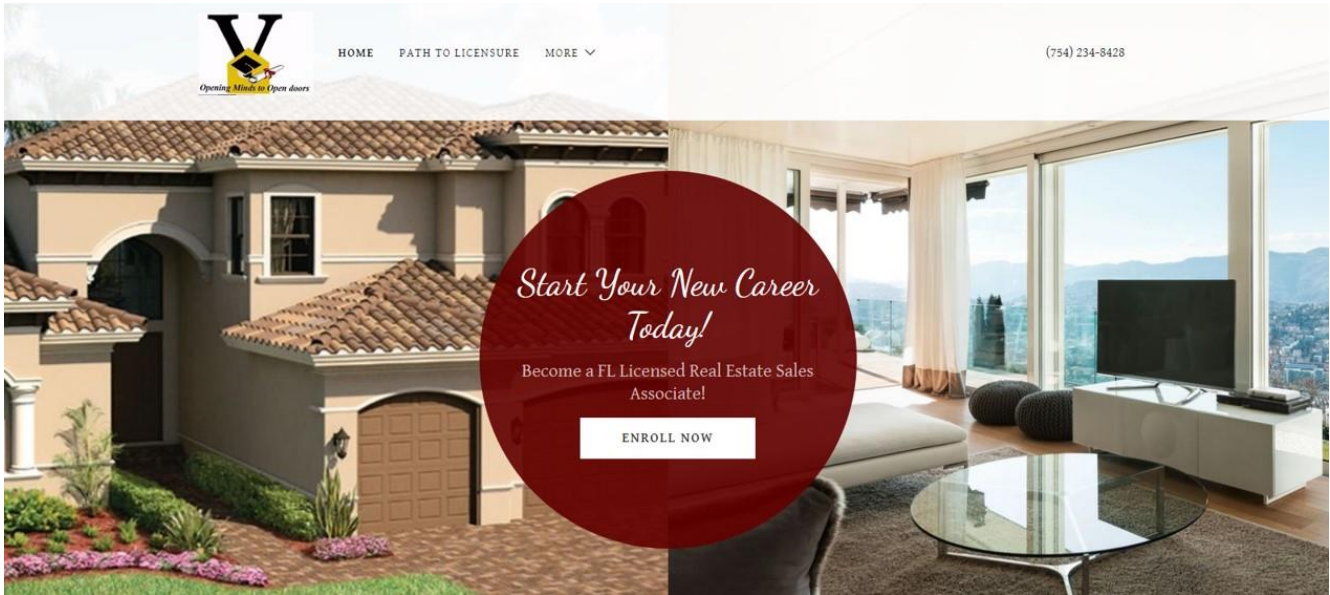 V
Opening Minds to Open doors
HOME PATH TO LICENSURE MORE
(754) 234-8428
Start Your New Career
Today!
Become a FL Licensed Real Estate Sales
Associate!
ENROLL NOW